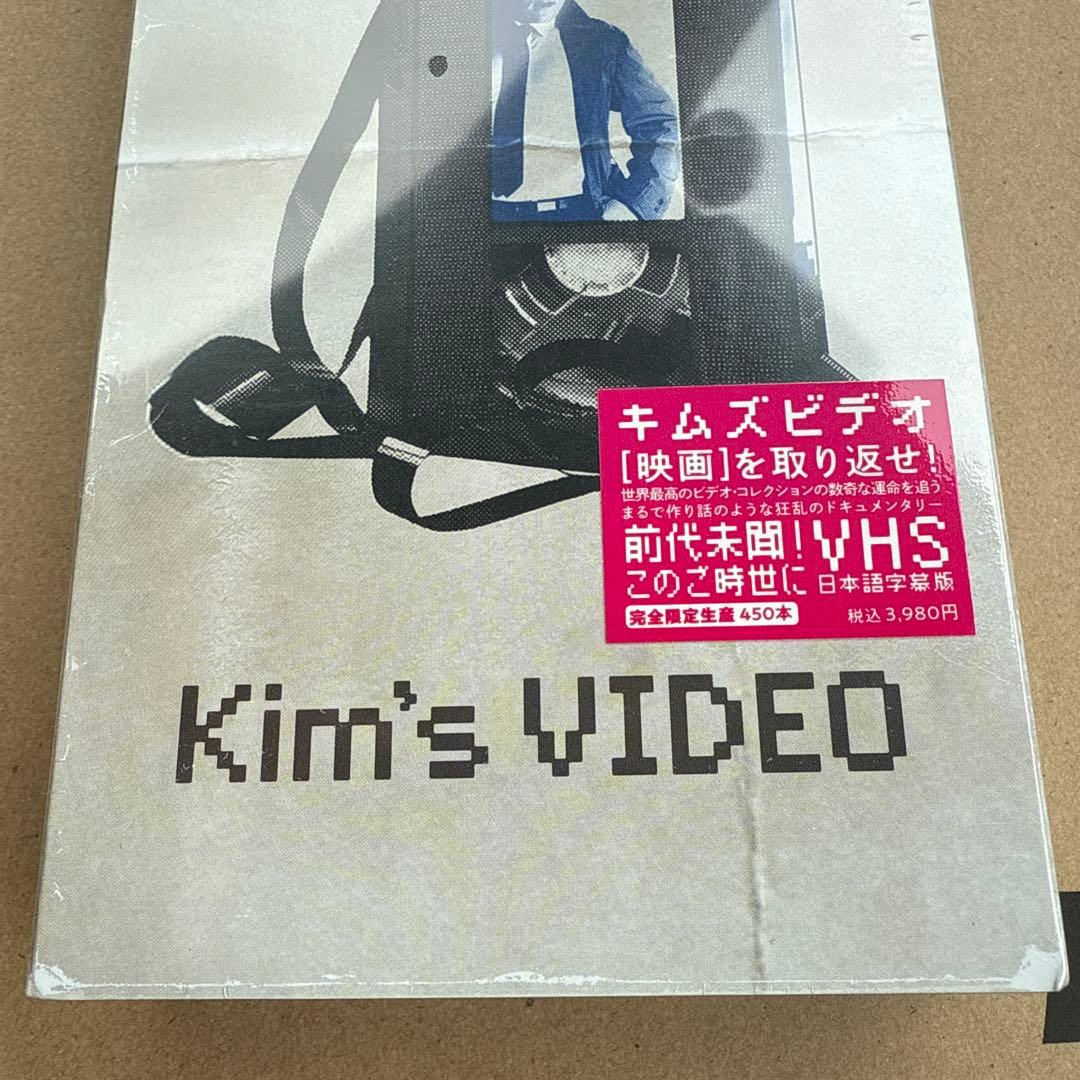 キムズビデオ
[映画]を取り返せ!
世界最高のビデオ・コレクションの数奇な運命を追う
まるで作り話のような狂乱のドキュメンタリー
前代未聞!VHS
このご時世に 日本語字幕版
完全限定生産 450本 税込3,980円
Kim's VIDEO